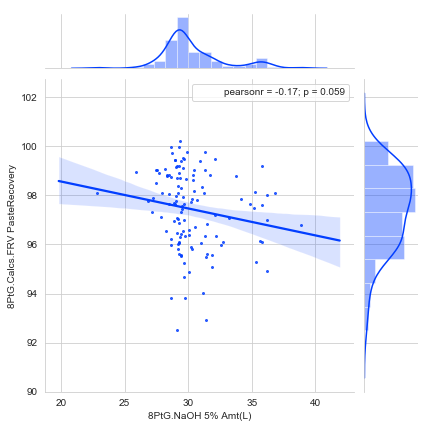 pearsonr = -0.17; p = 0.059
102
100
98
96
94
92
90
8PtG.Calcs.FRV PasteRecovery
20 25 30 35 40
8PtG.NaOH 5% Amt(L)